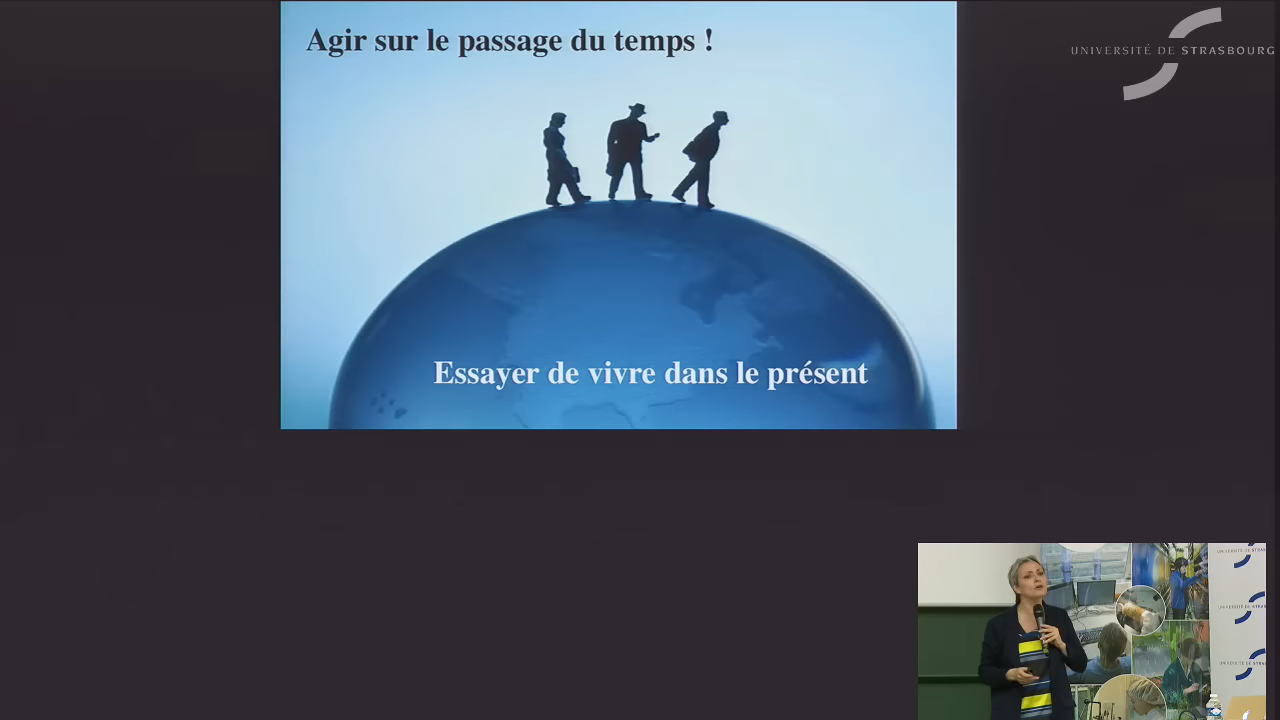 Agir sur le passage du temps !
UNIVERSITÉ DE STRASBOURG
Essayer de vivre dans le présent